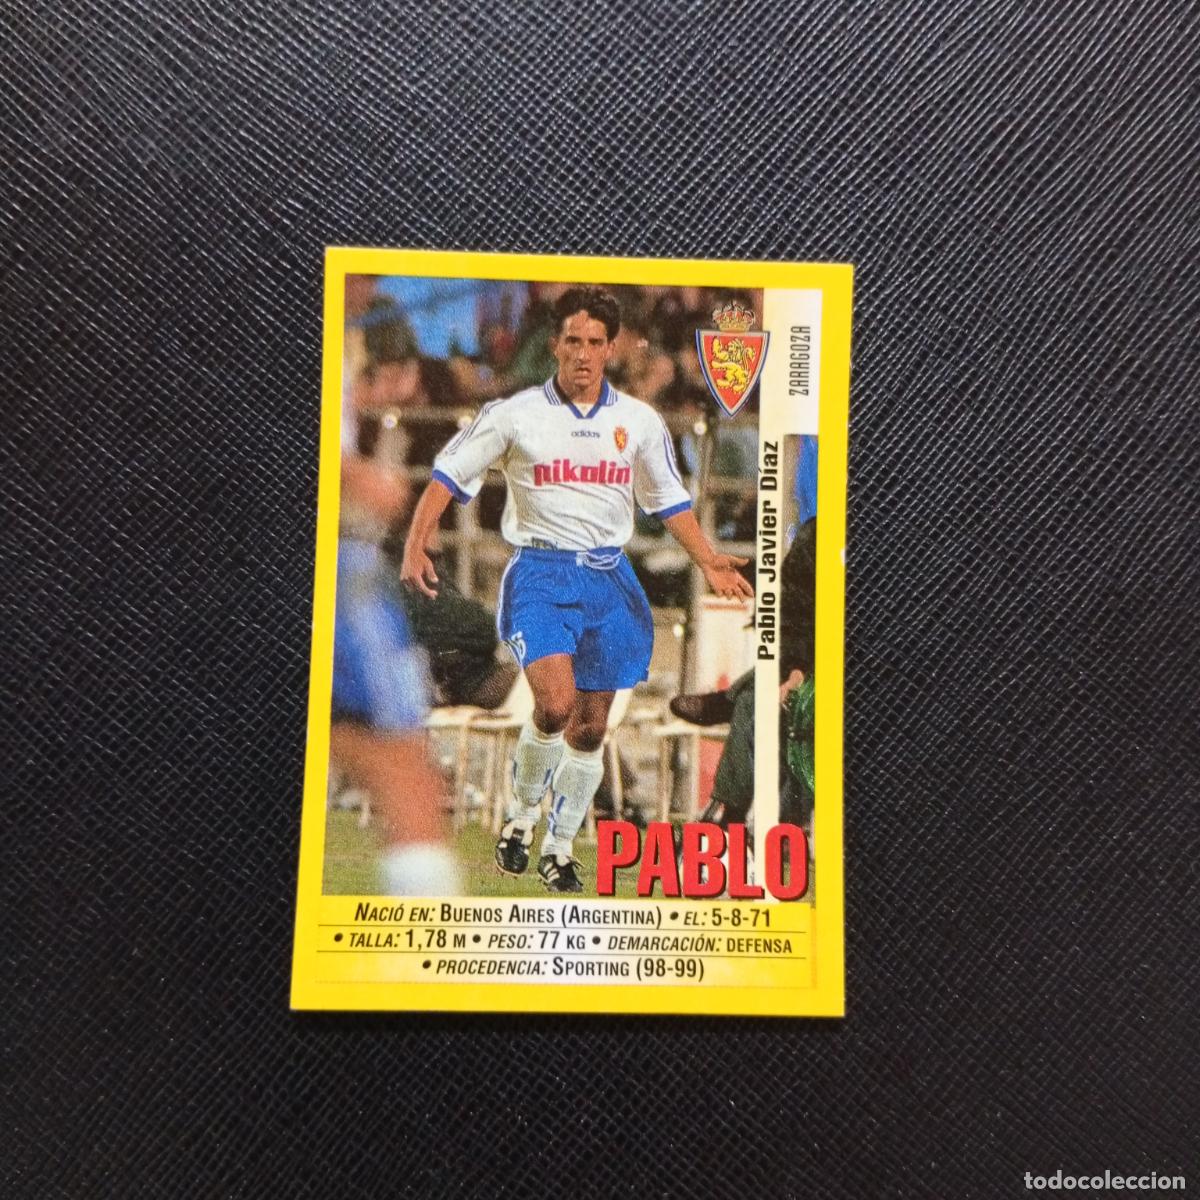 ZARAGOZA
adidas
pikolin
Pablo Javier Díaz
PABLO
NACIÓ EN: BUENOS AIRES (ARGENTINA) • EL: 5-8-71
• TALLA: 1,78 M • PESO: 77 KG • DEMARCACIÓN: DEFENSA
• PROCEDENCIA: SPORTING (98-99)
todocoleccion